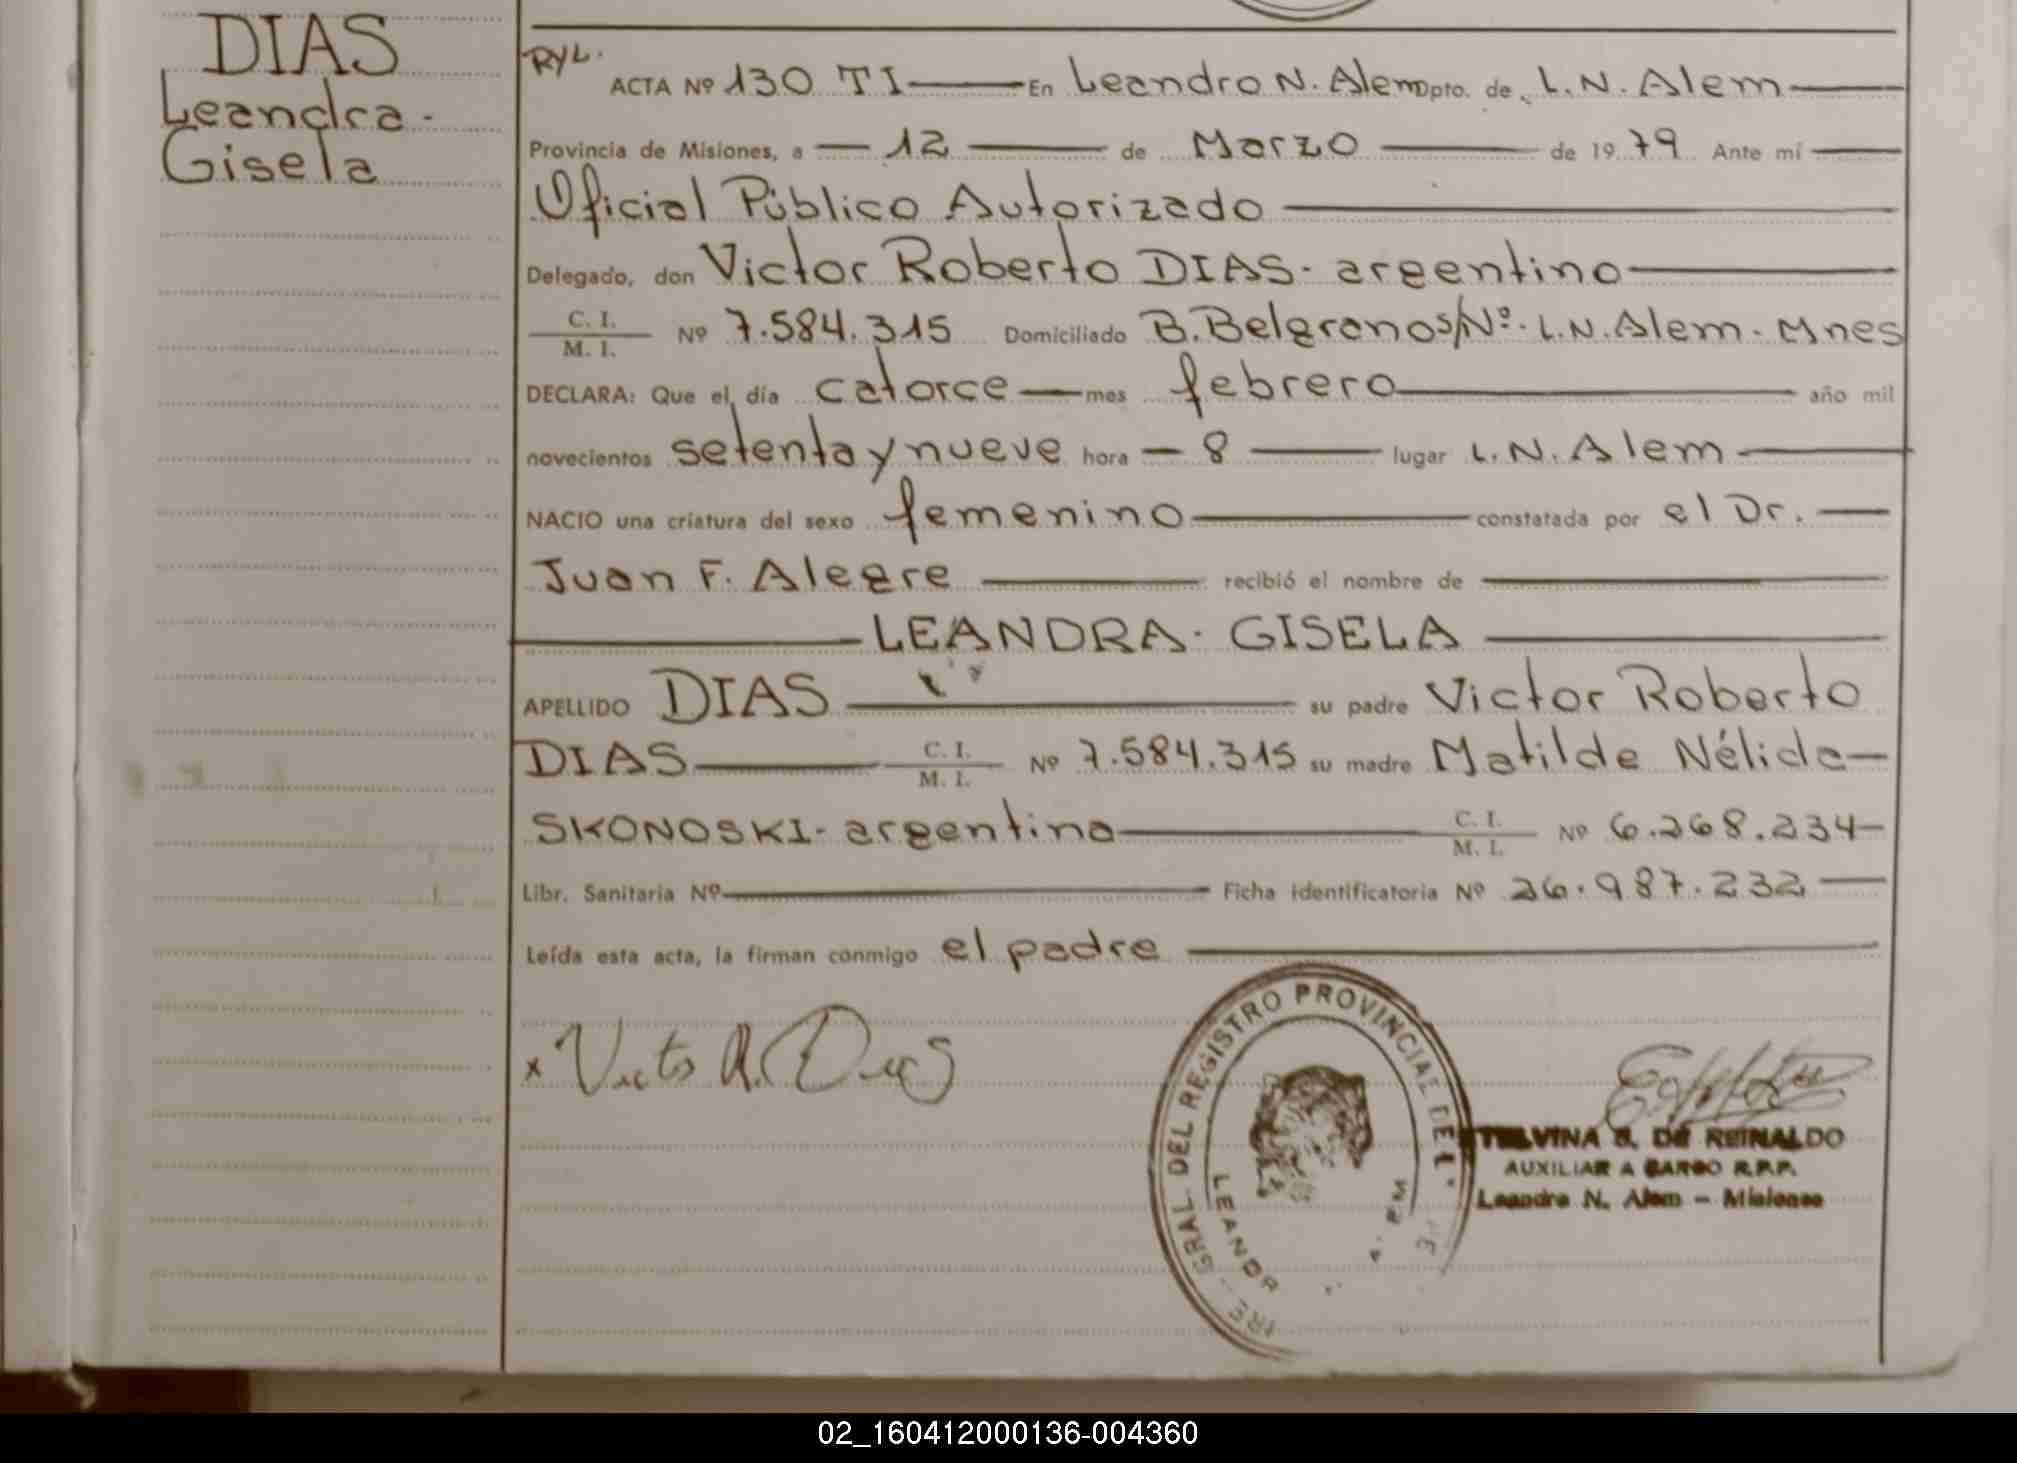 DIAS
Leandra-
Gisela
RYL.
ACTA Nº 130 TI — En Leandro N. Alem Dpto. de L.N. Alem —
Provincia de Misiones, a — 12 — de Marzo — de 1979 Ante mí —
Oficial Público Autorizado —
Delegado, don Victor Roberto DIAS- argentino —
C. I. / M. I. Nº 7.584.315 Domiciliado B. Belgrano s/Nº. L.N. Alem- Mnes
DECLARA: Que el día catorce — mes febrero — año mil
novecientos setenta y nueve hora — 8 — lugar L.N. Alem —
NACIO una criatura del sexo femenino — constatada por el Dr. —
Juan F. Alegre — recibió el nombre de —
— LEANDRA- GISELA —
APELLIDO DIAS — su padre Victor Roberto
DIAS — C. I. / M. I. Nº 7.584.315 su madre Matilde Nélida —
SKONOSKI- argentina — C. I. / M. I. Nº 6.268.234 —
Libr. Sanitaria Nº — Ficha identificatoria Nº 26.987.232 —
Leída esta acta, la firman conmigo el padre —
x Victor R. Dias
GRAL DEL REGISTRO PROVINCIAL DE
LEANDR
TELVINA S. DE REINALDO
AUXILIAR A CARGO R.P.P.
Leandro N. Alem - Misiones
02_160412000136-004360